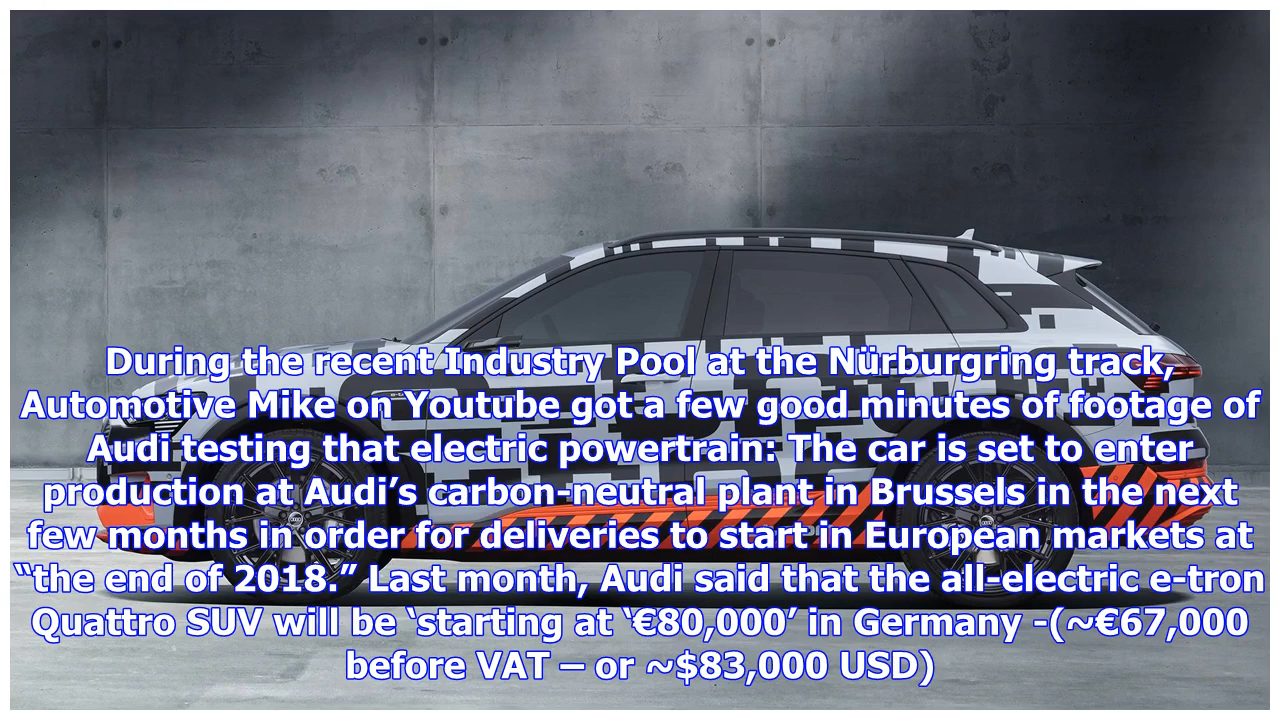 During the recent Industry Pool at the Nürburgring track,
Automotive Mike on Youtube got a few good minutes of footage of
Audi testing that electric powertrain: The car is set to enter
production at Audi’s carbon-neutral plant in Brussels in the next
few months in order for deliveries to start in European markets at
“the end of 2018.” Last month, Audi said that the all-electric e-tron
Quattro SUV will be ‘starting at ‘€80,000’ in Germany -(~€67,000
before VAT – or ~$83,000 USD)